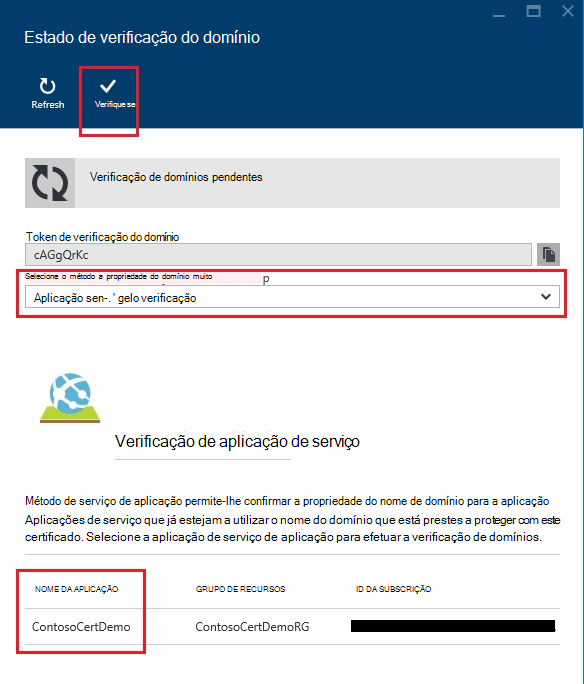 Estado de verificação do domínio
Refresh
Verifique se
Verificação de domínios pendentes
Token de verificação do domínio
cAGgQrKc
Selecione o método a propriedade do domínio muito p
Aplicação sen-. ' gelo verificação
Verificação de aplicação de serviço
Método de serviço de aplicação permite-lhe confirmar a propriedade do nome de domínio para a aplicação
Aplicações de serviço que já estejam a utilizar o nome do domínio que está prestes a proteger com este
certificado. Selecione a aplicação de serviço de aplicação para efetuar a verificação de domínios.
NOME DA APLICAÇÃO GRUPO DE RECURSOS ID DA SUBSCRIÇÃO
ContosoCertDemo ContosoCertDemoRG